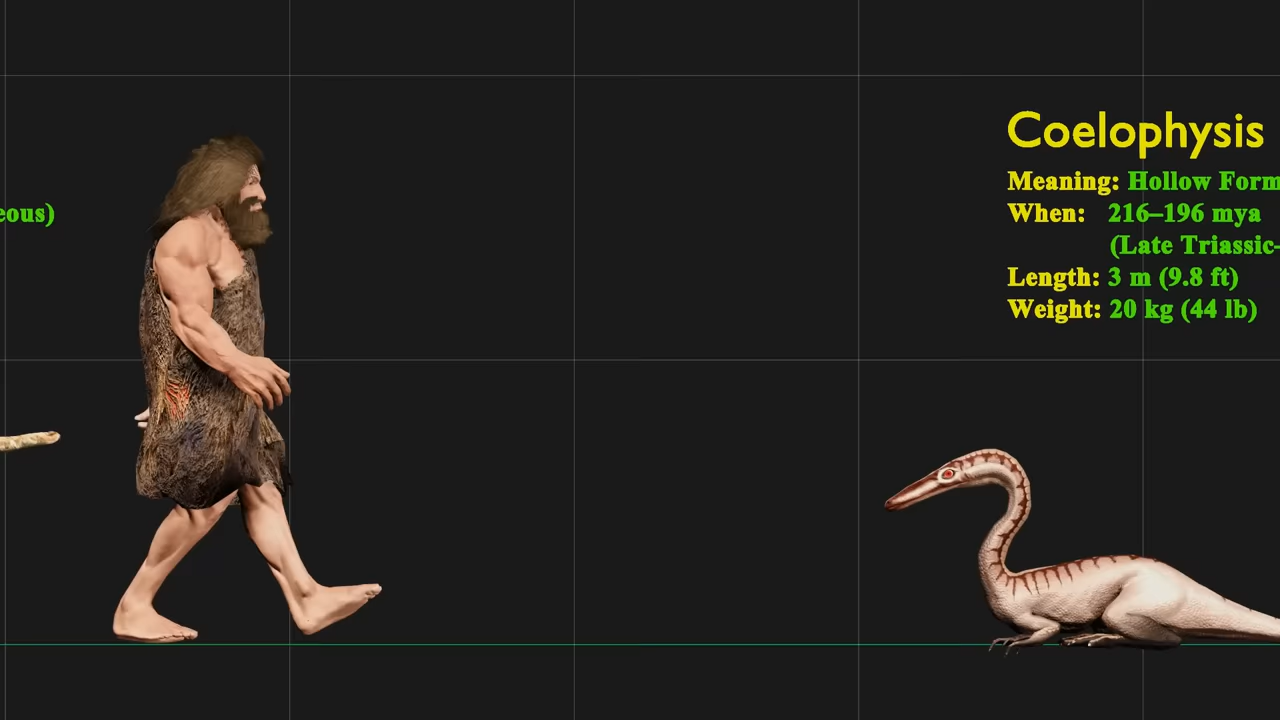 eous)
Coelophysis
Meaning: Hollow Form
When: 216–196 mya
(Late Triassic-
Length: 3 m (9.8 ft)
Weight: 20 kg (44 lb)